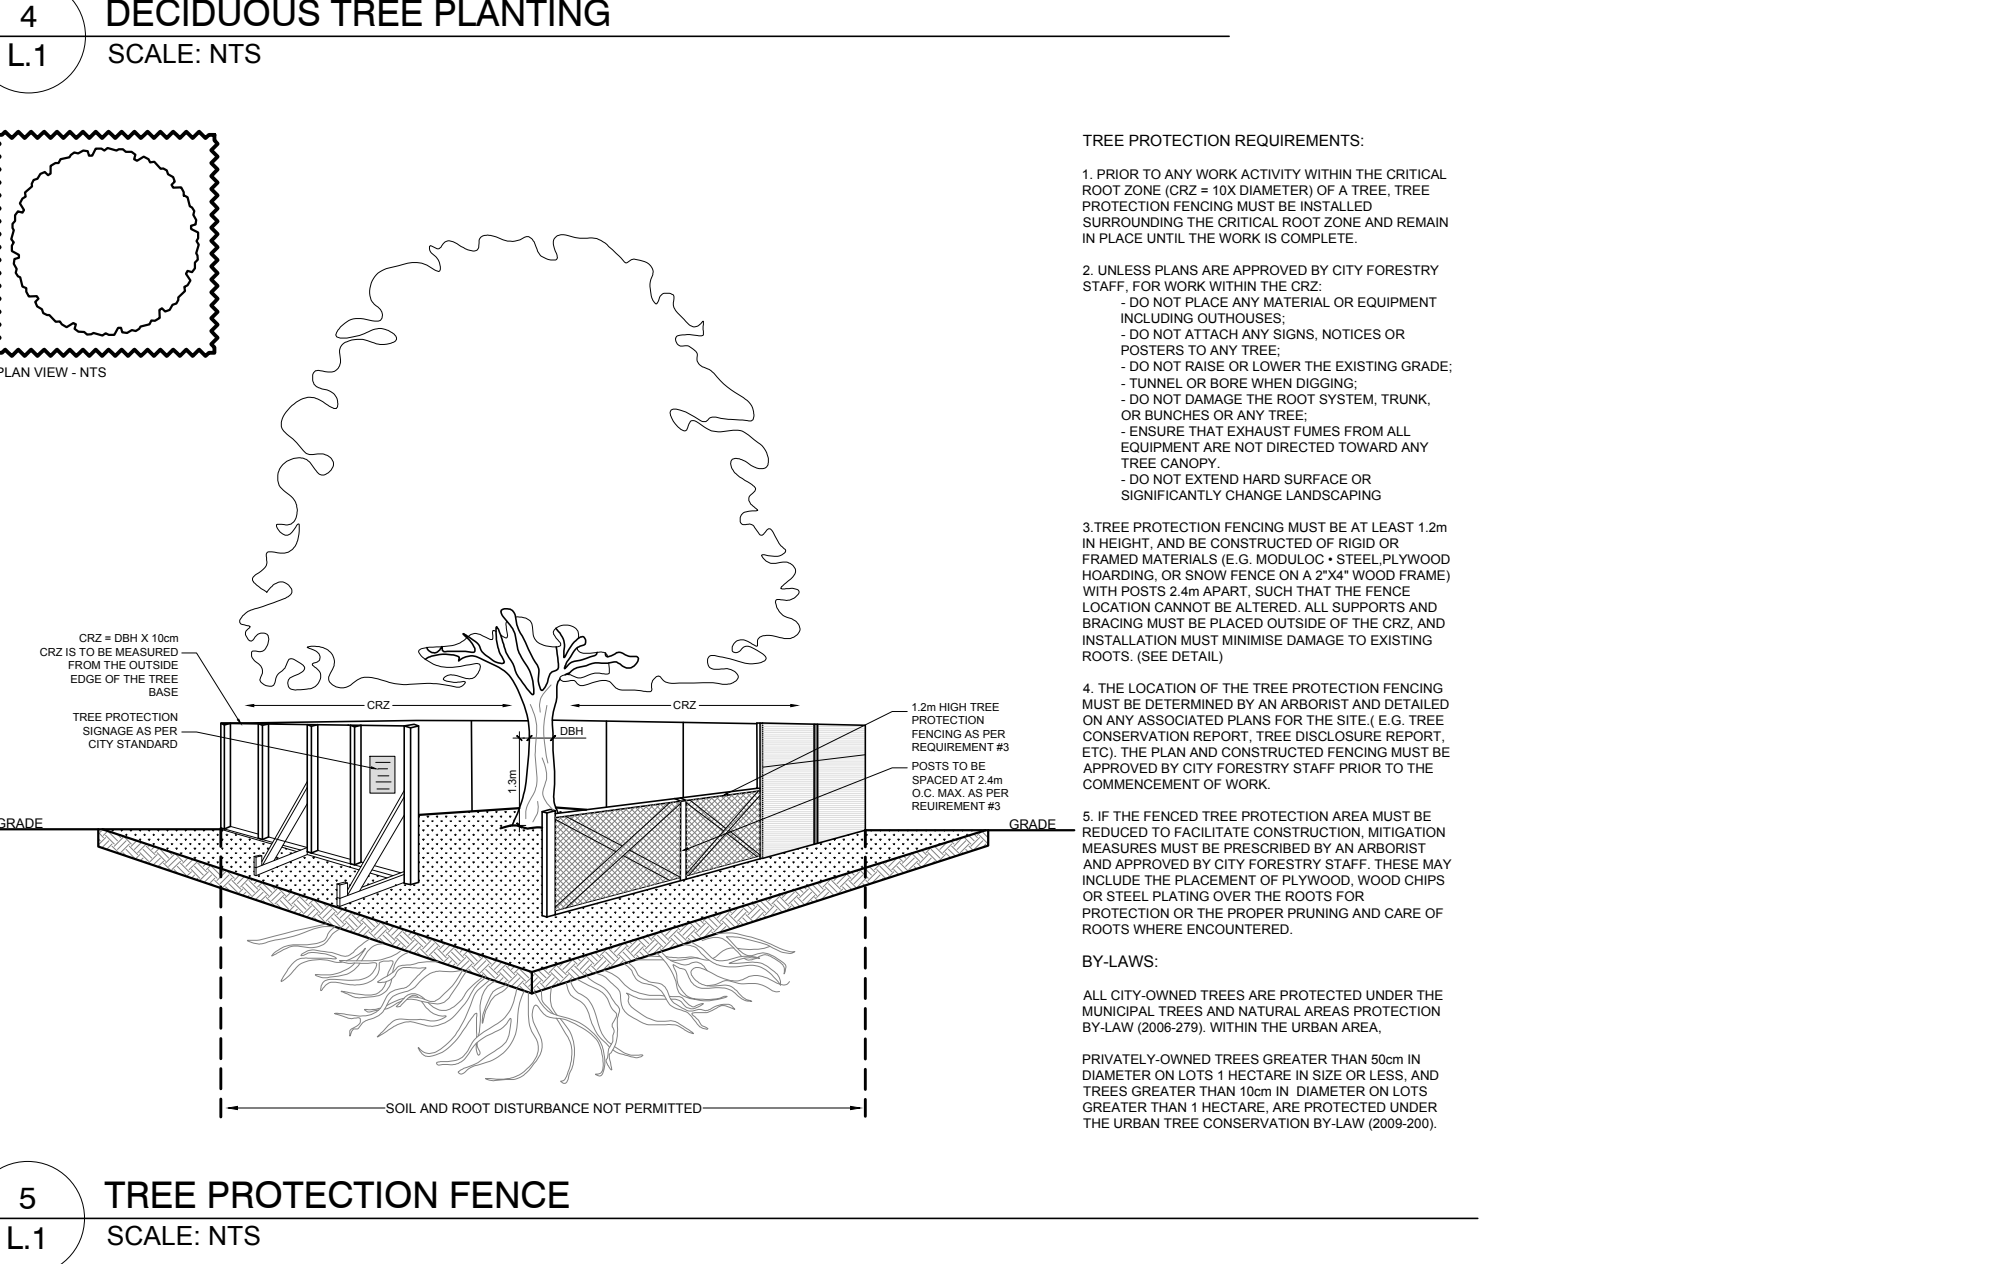 4
DECIDUOUS TREE PLANTING
L.1
SCALE: NTS
PLAN VIEW - NTS
CRZ = DBH X 10cm
CRZ IS TO BE MEASURED
FROM THE OUTSIDE
EDGE OF THE TREE
BASE
TREE PROTECTION
SIGNAGE AS PER
CITY STANDARD
CRZ
CRZ
DBH
1.3m
1.2m HIGH TREE
PROTECTION
FENCING AS PER
REQUIREMENT #3
POSTS TO BE
SPACED AT 2.4m
O.C. MAX. AS PER
REUIREMENT #3
GRADE
GRADE
SOIL AND ROOT DISTURBANCE NOT PERMITTED
TREE PROTECTION REQUIREMENTS:
1. PRIOR TO ANY WORK ACTIVITY WITHIN THE CRITICAL
ROOT ZONE (CRZ = 10X DIAMETER) OF A TREE, TREE
PROTECTION FENCING MUST BE INSTALLED
SURROUNDING THE CRITICAL ROOT ZONE AND REMAIN
IN PLACE UNTIL THE WORK IS COMPLETE.
2. UNLESS PLANS ARE APPROVED BY CITY FORESTRY
STAFF, FOR WORK WITHIN THE CRZ:
- DO NOT PLACE ANY MATERIAL OR EQUIPMENT
INCLUDING OUTHOUSES;
- DO NOT ATTACH ANY SIGNS, NOTICES OR
POSTERS TO ANY TREE;
- DO NOT RAISE OR LOWER THE EXISTING GRADE;
- TUNNEL OR BORE WHEN DIGGING;
- DO NOT DAMAGE THE ROOT SYSTEM, TRUNK,
OR BUNCHES OR ANY TREE;
- ENSURE THAT EXHAUST FUMES FROM ALL
EQUIPMENT ARE NOT DIRECTED TOWARD ANY
TREE CANOPY.
- DO NOT EXTEND HARD SURFACE OR
SIGNIFICANTLY CHANGE LANDSCAPING
3.TREE PROTECTION FENCING MUST BE AT LEAST 1.2m
IN HEIGHT, AND BE CONSTRUCTED OF RIGID OR
FRAMED MATERIALS (E.G. MODULOC • STEEL,PLYWOOD
HOARDING, OR SNOW FENCE ON A 2"X4" WOOD FRAME)
WITH POSTS 2.4m APART, SUCH THAT THE FENCE
LOCATION CANNOT BE ALTERED. ALL SUPPORTS AND
BRACING MUST BE PLACED OUTSIDE OF THE CRZ, AND
INSTALLATION MUST MINIMISE DAMAGE TO EXISTING
ROOTS. (SEE DETAIL)
4. THE LOCATION OF THE TREE PROTECTION FENCING
MUST BE DETERMINED BY AN ARBORIST AND DETAILED
ON ANY ASSOCIATED PLANS FOR THE SITE.( E.G. TREE
CONSERVATION REPORT, TREE DISCLOSURE REPORT,
ETC). THE PLAN AND CONSTRUCTED FENCING MUST BE
APPROVED BY CITY FORESTRY STAFF PRIOR TO THE
COMMENCEMENT OF WORK.
5. IF THE FENCED TREE PROTECTION AREA MUST BE
REDUCED TO FACILITATE CONSTRUCTION, MITIGATION
MEASURES MUST BE PRESCRIBED BY AN ARBORIST
AND APPROVED BY CITY FORESTRY STAFF. THESE MAY
INCLUDE THE PLACEMENT OF PLYWOOD, WOOD CHIPS
OR STEEL PLATING OVER THE ROOTS FOR
PROTECTION OR THE PROPER PRUNING AND CARE OF
ROOTS WHERE ENCOUNTERED.
BY-LAWS:
ALL CITY-OWNED TREES ARE PROTECTED UNDER THE
MUNICIPAL TREES AND NATURAL AREAS PROTECTION
BY-LAW (2006-279). WITHIN THE URBAN AREA,
PRIVATELY-OWNED TREES GREATER THAN 50cm IN
DIAMETER ON LOTS 1 HECTARE IN SIZE OR LESS, AND
TREES GREATER THAN 10cm IN DIAMETER ON LOTS
GREATER THAN 1 HECTARE, ARE PROTECTED UNDER
THE URBAN TREE CONSERVATION BY-LAW (2009-200).
5
TREE PROTECTION FENCE
L.1
SCALE: NTS